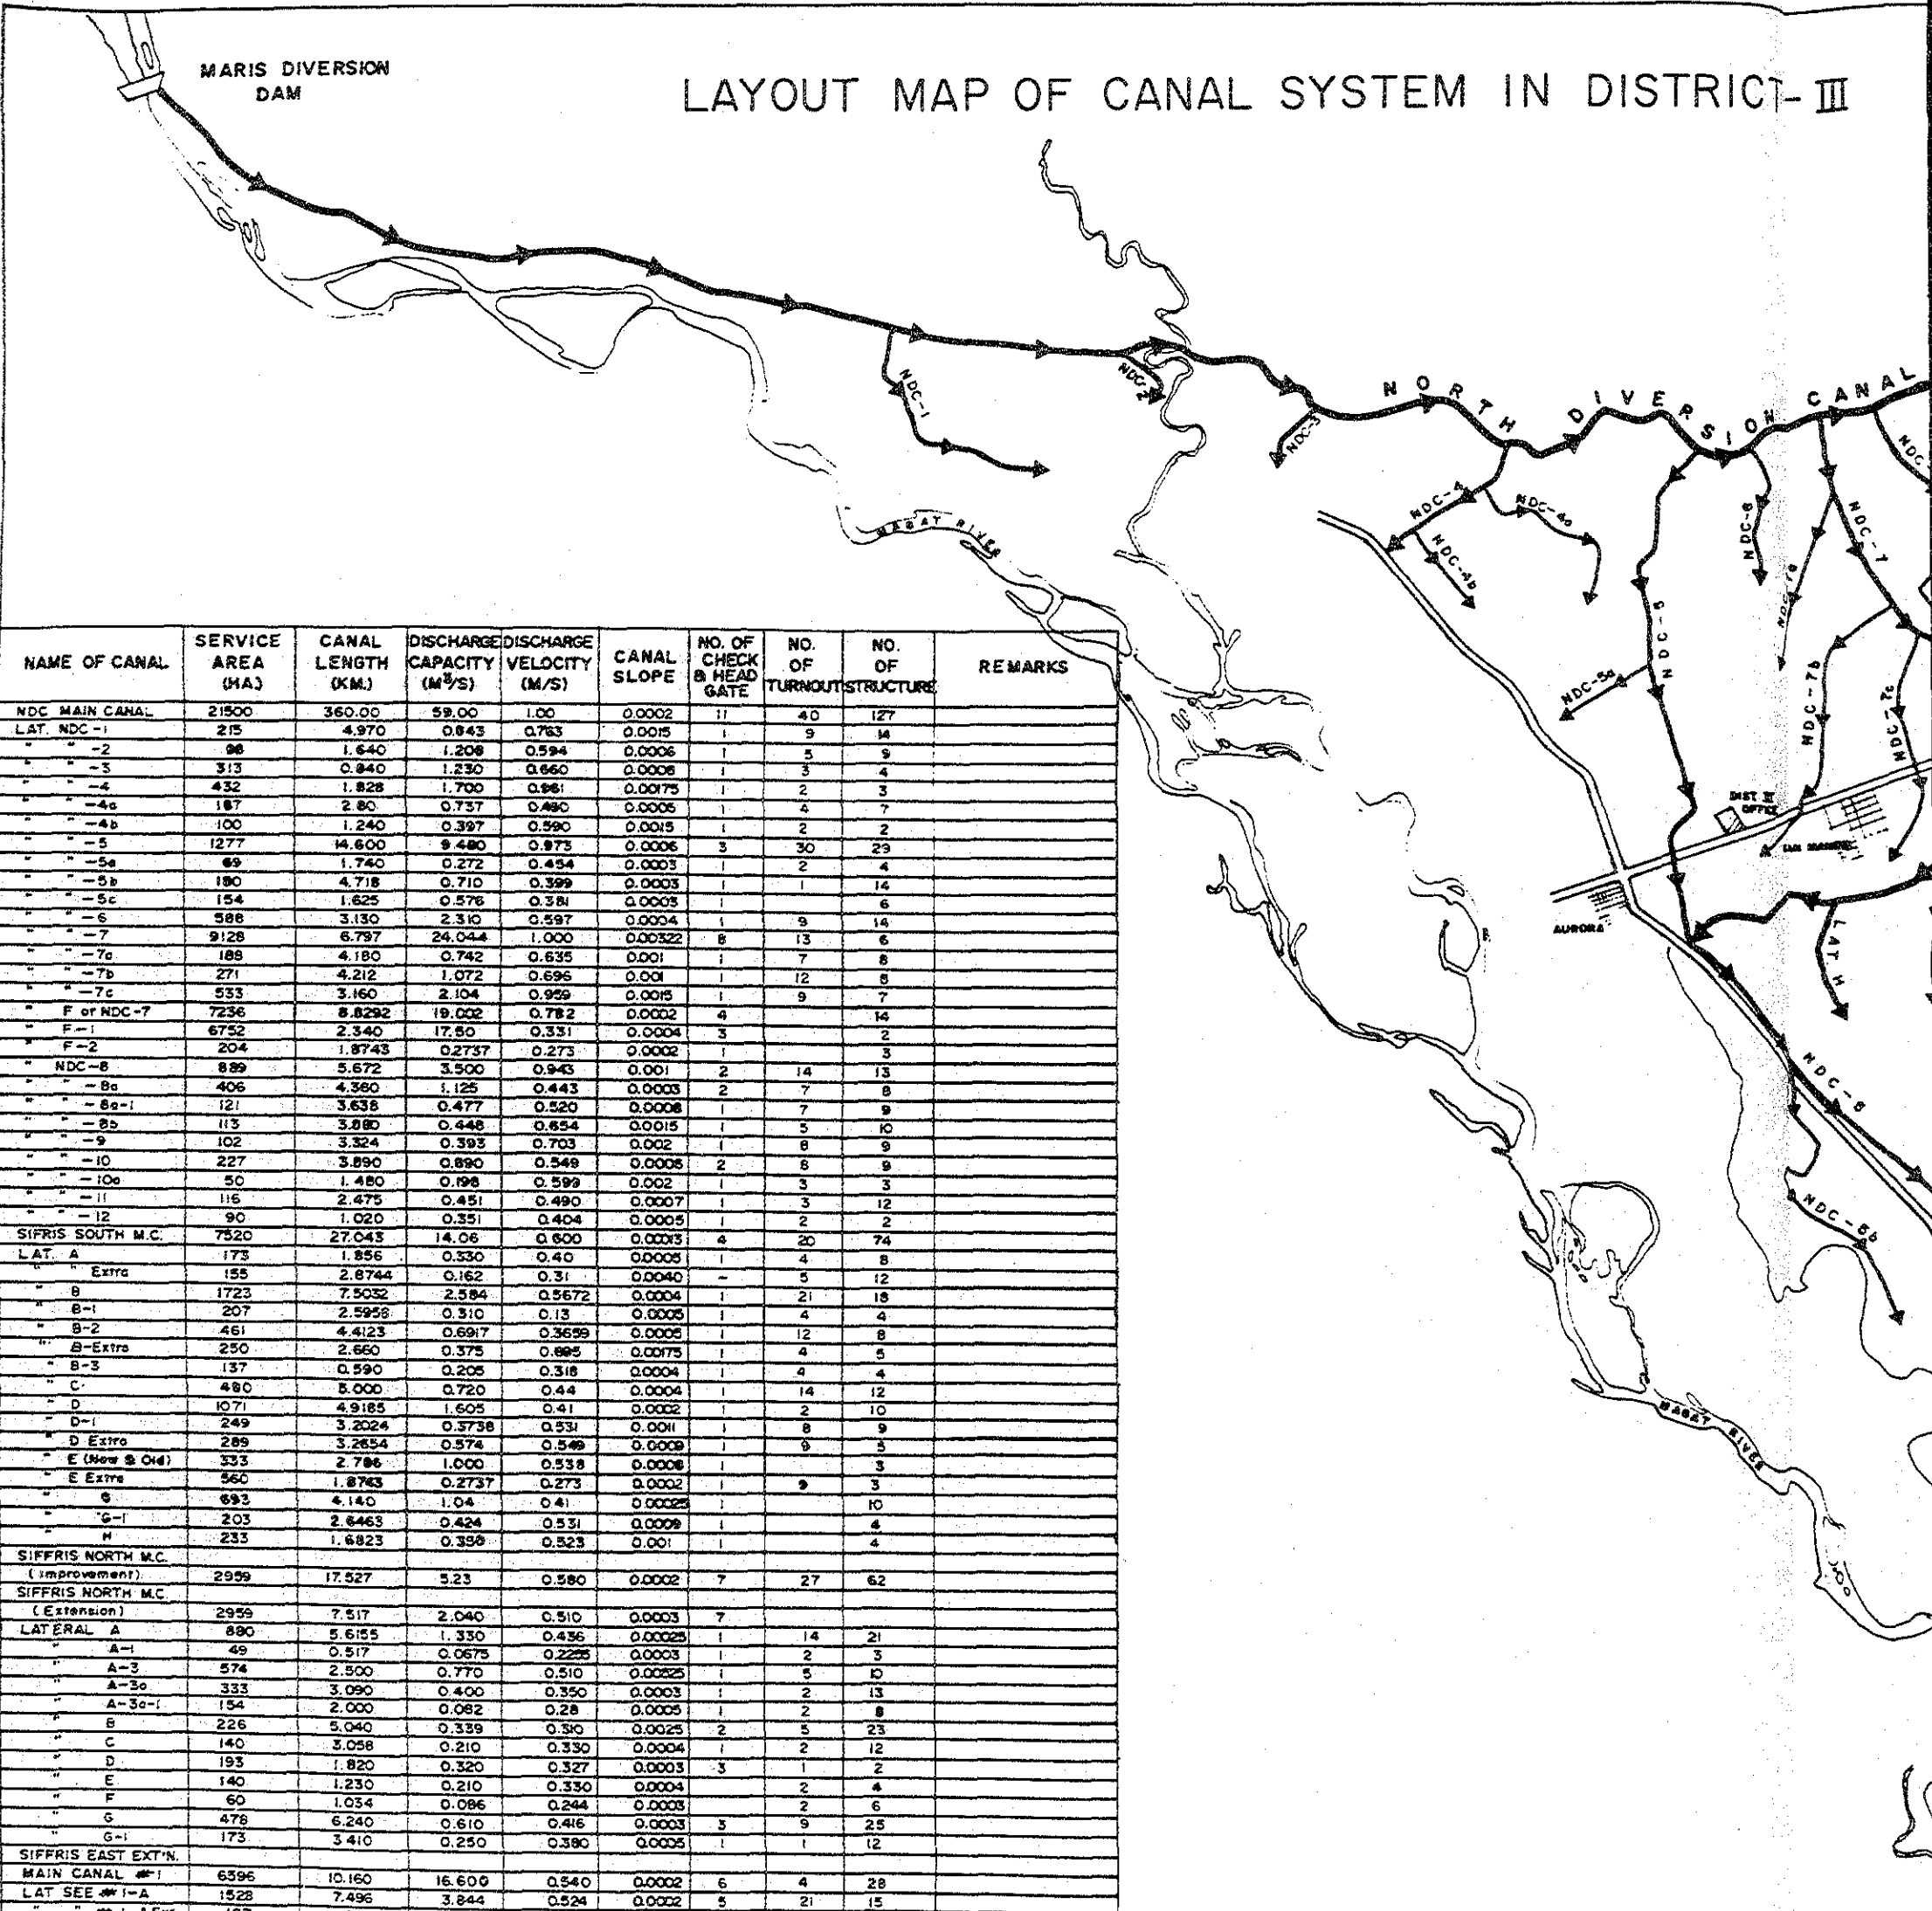 MARIS DIVERSION
DAM
LAYOUT MAP OF CANAL SYSTEM IN DISTRICT-III
NDC-1
NDC-2
NDC-3
NORTH DIVERSION CANAL
NDC-4
NDC-4a
NDC-4b
NDC-5
NDC-5a
NDC-6
NDC-7
NDC-7a
NDC-7b
NDC-7c
NDC-
MAGAT RIVER
DIST III
OFFICE
SAN MANUEL
AURORA
LAT. H
NDC-8
NDC-8b
MAGAT RIVER
NAME OF CANAL SERVICE AREA (HA.) CANAL LENGTH (KM.) DISCHARGE CAPACITY (M³/S) DISCHARGE VELOCITY (M/S) CANAL SLOPE NO. OF CHECK & HEAD GATE NO. OF TURNOUT NO. OF STRUCTURE REMARKS
NDC MAIN CANAL 21500 360.00 59.00 1.00 0.0002 11 40 127
LAT. NDC-1 215 4.970 0.843 0.763 0.0015 1 9 14
" " -2 98 1.640 1.208 0.594 0.0006 1 5 9
" " -3 313 0.840 1.230 0.660 0.0006 1 3 4
" " -4 432 1.828 1.700 0.961 0.00175 1 2 3
" " -4a 187 2.80 0.737 0.490 0.0005 1 4 7
" " -4b 100 1.240 0.397 0.590 0.0015 1 2 2
" " -5 1277 14.600 9.480 0.973 0.0006 3 30 29
" " -5a 69 1.740 0.272 0.454 0.0003 1 2 4
" " -5b 180 4.718 0.710 0.399 0.0003 1 1 14
" " -5c 154 1.625 0.576 0.381 0.0003 1 6
" " -6 588 3.130 2.310 0.597 0.0004 1 9 14
" " -7 9128 6.797 24.044 1.000 0.00322 8 13 6
" " -7a 188 4.180 0.742 0.635 0.001 1 7 8
" " -7b 271 4.212 1.072 0.696 0.001 1 12 8
" " -7c 533 3.160 2.104 0.959 0.0015 1 9 7
" F or NDC-7 7236 8.8292 19.002 0.782 0.0002 4 14
" F-1 6752 2.340 17.50 0.331 0.0004 3 2
" F-2 204 1.8743 0.2737 0.273 0.0002 1 3
" NDC-8 889 5.672 3.500 0.943 0.001 2 14 13
" " -8a 406 4.360 1.125 0.443 0.0003 2 7 8
" " -8a-1 121 3.638 0.477 0.520 0.0008 1 7 9
" " -8b 113 3.880 0.448 0.654 0.0015 1 5 10
" " -9 102 3.324 0.393 0.703 0.002 1 8 9
" " -10 227 3.890 0.890 0.549 0.0006 2 8 9
" " -10a 50 1.480 0.198 0.599 0.002 1 3 3
" " -11 116 2.475 0.451 0.490 0.0007 1 3 12
" " -12 90 1.020 0.351 0.404 0.0005 1 2 2
SIFRIS SOUTH M.C. 7520 27.043 14.06 0.600 0.00013 4 20 74
LAT. A 173 1.856 0.330 0.40 0.0005 1 4 8
" " Extra 155 2.8744 0.162 0.31 0.0040 - 5 12
" B 1723 7.5032 2.584 0.5672 0.0004 1 21 18
" B-1 207 2.5958 0.310 0.13 0.0005 1 4 4
" B-2 461 4.4123 0.6917 0.3659 0.0005 1 12 8
" B-Extra 250 2.660 0.375 0.695 0.00175 1 4 5
" B-3 137 0.590 0.205 0.318 0.0004 1 4 4
" C 480 5.000 0.720 0.44 0.0004 1 14 12
" D 1071 4.9185 1.605 0.41 0.0002 1 2 10
" D-1 249 3.2024 0.3738 0.531 0.0011 1 8 9
" D Extra 289 3.2654 0.574 0.549 0.0009 1 9 5
" E (New & Old) 333 2.786 1.000 0.538 0.0008 1 3
" E Extra 560 1.8743 0.2737 0.273 0.0002 1 9 3
" G 693 4.140 1.04 0.41 0.00025 1 10
" G-1 203 2.6463 0.424 0.531 0.0009 1 4
" H 233 1.6823 0.350 0.523 0.001 1 4
SIFFRIS NORTH M.C.
(Improvement) 2959 17.527 5.23 0.580 0.0002 7 27 62
SIFFRIS NORTH M.C.
(Extension) 2959 7.517 2.040 0.510 0.0003 7
LATERAL A 880 5.6155 1.330 0.436 0.00025 1 14 21
" A-1 49 0.517 0.0675 0.2255 0.0003 1 2 3
" A-3 574 2.500 0.770 0.510 0.00525 1 5 10
" A-3a 333 3.090 0.400 0.350 0.0003 1 2 13
" A-3a-1 154 2.000 0.082 0.28 0.0005 1 2 8
" B 226 5.040 0.339 0.310 0.0025 2 5 23
" C 140 3.058 0.210 0.330 0.0004 1 2 12
" D 193 1.820 0.320 0.327 0.0003 3 1 2
" E 140 1.230 0.210 0.330 0.0004 2 4
" F 60 1.034 0.086 0.244 0.0003 2 6
" G 478 6.240 0.610 0.416 0.0003 3 9 25
" G-1 173 3.410 0.250 0.380 0.0005 1 1 12
SIFFRIS EAST EXT'N.
MAIN CANAL #1 6396 10.160 16.600 0.540 0.0002 6 4 28
LAT SEE #1-A 1528 7.496 3.844 0.524 0.0002 5 21 15